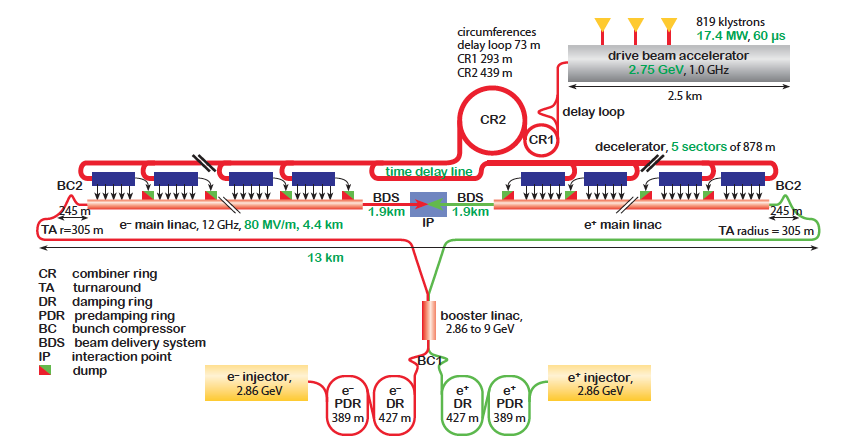 819 klystrons
17.4 MW, 60 µs
circumferences
delay loop 73 m
CR1 293 m
CR2 439 m
drive beam accelerator
2.75 GeV, 1.0 GHz
2.5 km
delay loop
CR2
CR1
decelerator, 5 sectors of 878 m
time delay line
BC2
BC2
BDS
1.9km
BDS
1.9km
IP
245 m
245 m
TA r=305 m
e⁻ main linac, 12 GHz, 80 MV/m, 4.4 km
e⁺ main linac
TA radius = 305 m
13 km
CR combiner ring
TA turnaround
DR damping ring
PDR predamping ring
BC bunch compressor
BDS beam delivery system
IP interaction point
dump
booster linac,
2.86 to 9 GeV
BC1
e⁻ injector,
2.86 GeV
e⁻
PDR
389 m
e⁻
DR
427 m
e⁺
DR
427 m
e⁺
PDR
389 m
e⁺ injector,
2.86 GeV